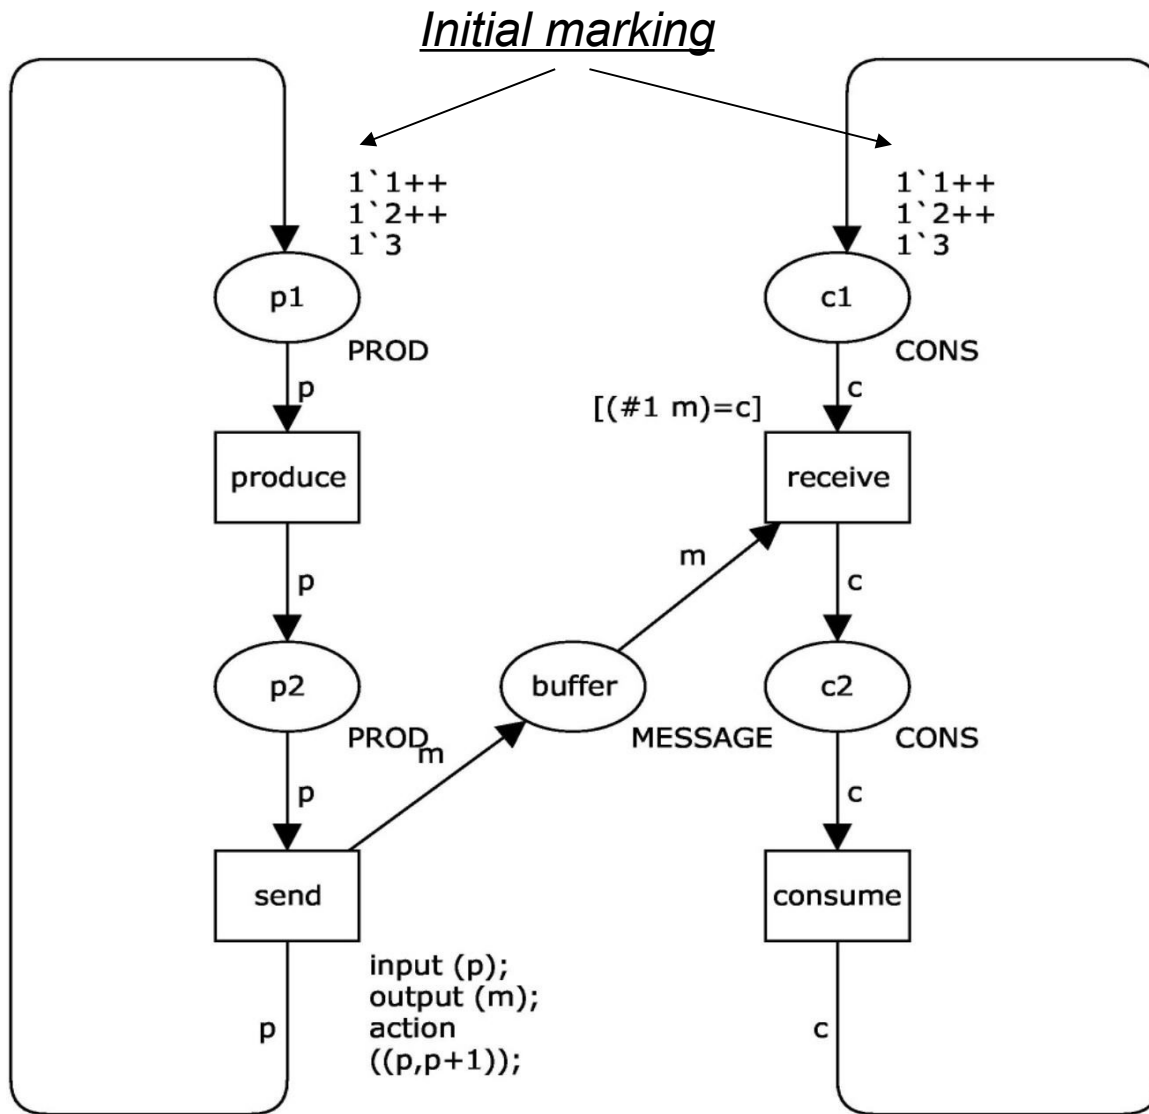 Initial marking
1`1++
1`2++
1`3
p1
PROD
p
produce
p
p2
PROD
p
send
input (p);
output (m);
action
((p,p+1));
p
m
buffer
MESSAGE
m
1`1++
1`2++
1`3
c1
CONS
c
[(#1 m)=c]
receive
c
c2
CONS
c
consume
c